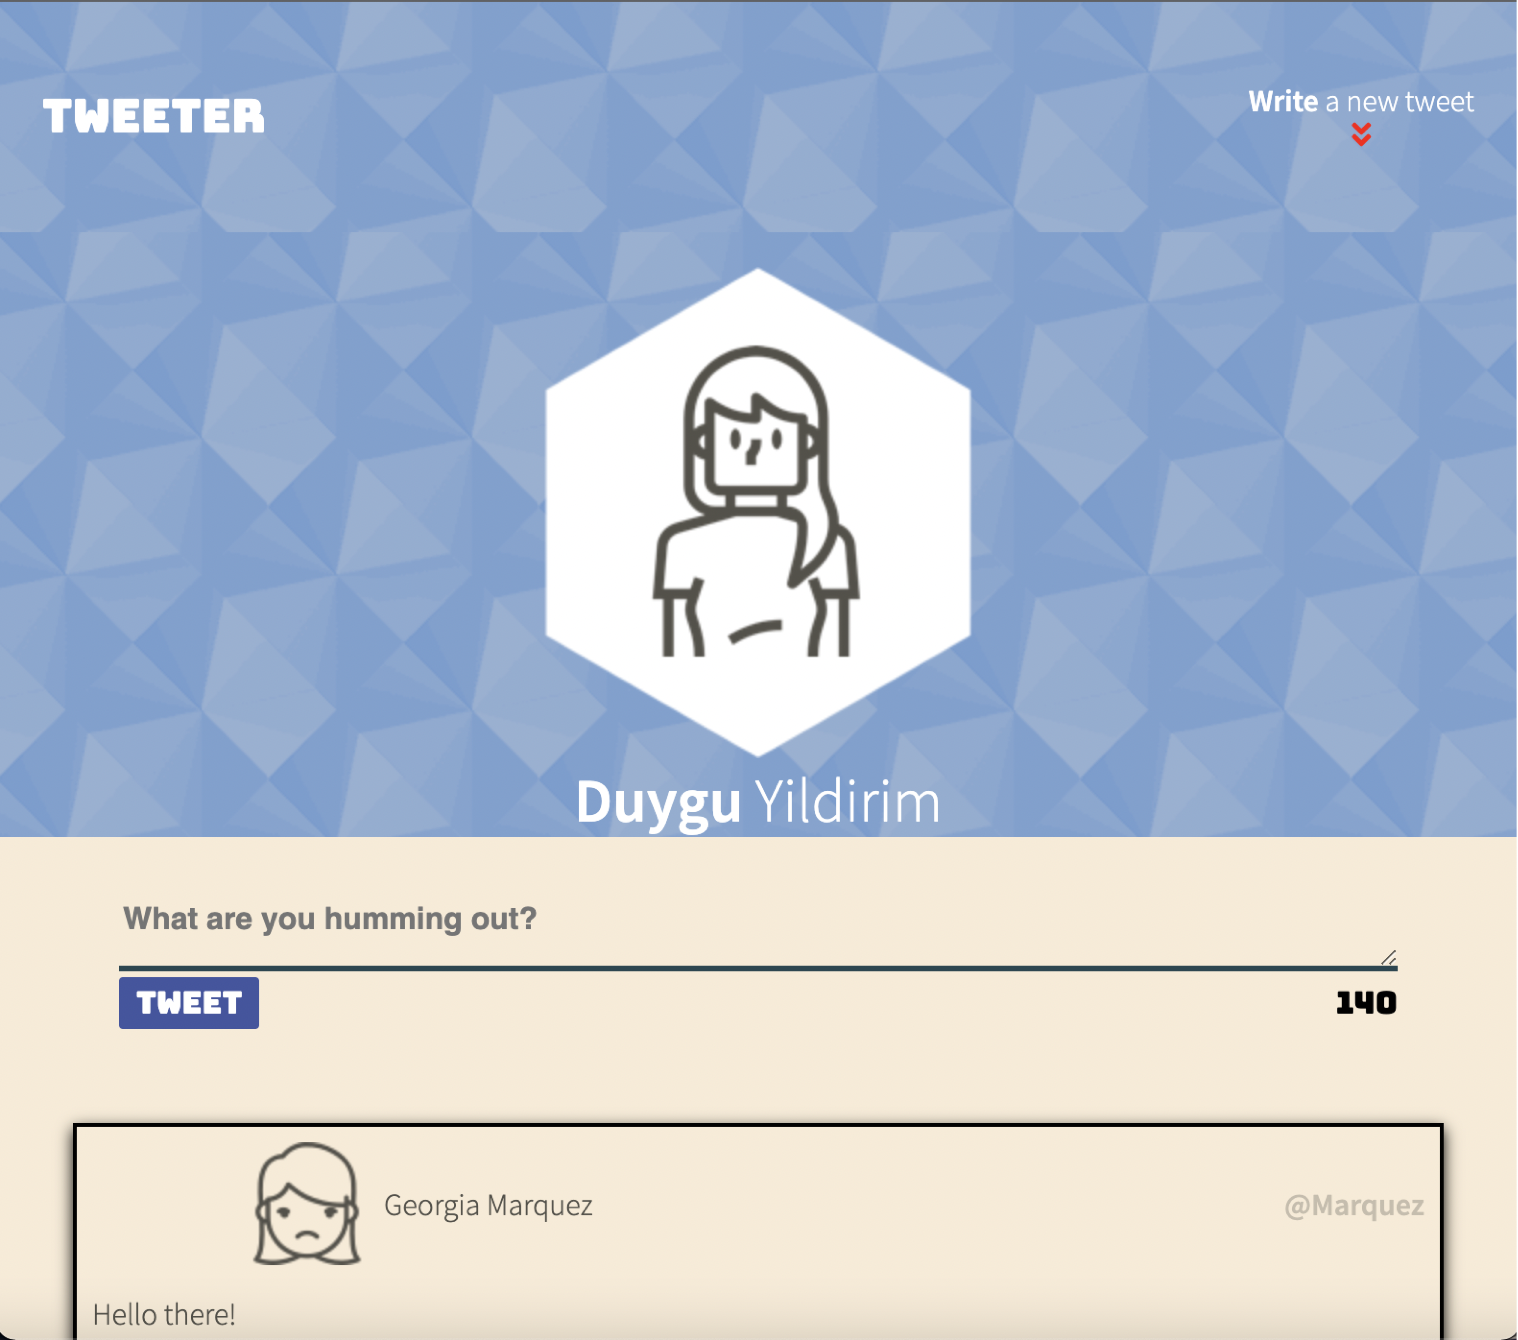 TWEETER
Write a new tweet
Duygu Yildirim
What are you humming out?
TWEET
140
Georgia Marquez
@Marquez
Hello there!